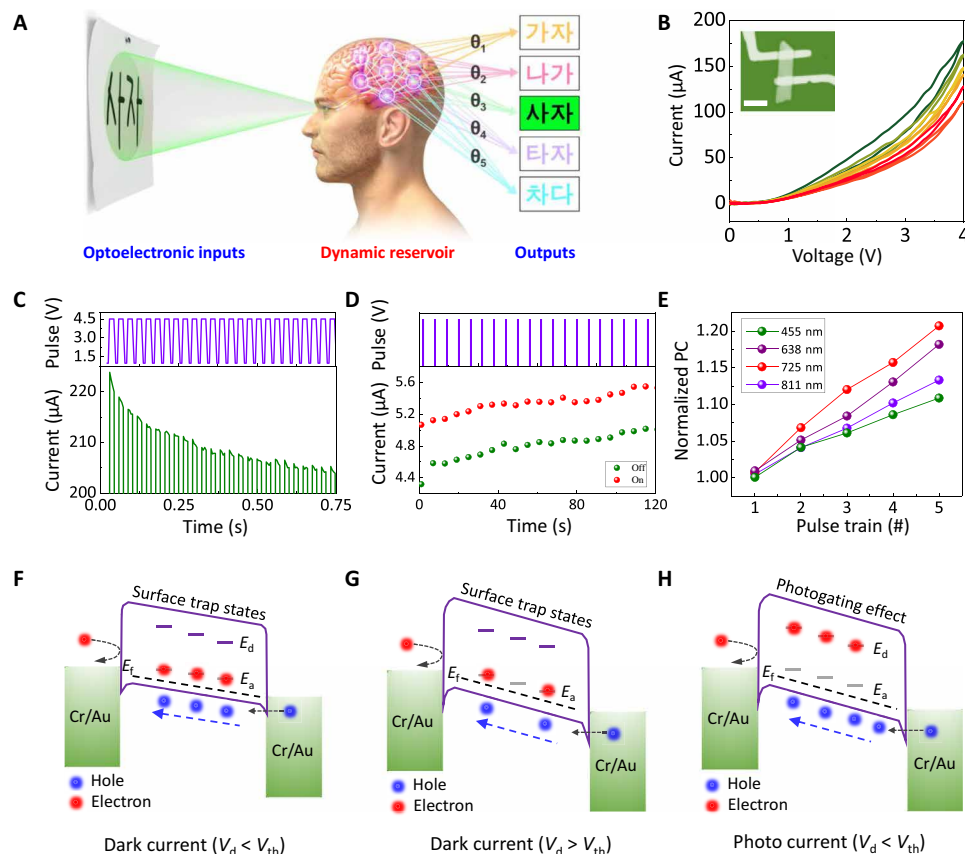 A
사자
θ1
θ2
θ3
θ4
θ5
가자
나가
사자
타자
차다
Optoelectronic inputs
Dynamic reservoir
Outputs
B
Current (µA)
200
150
100
50
0
0
1
2
3
4
Voltage (V)
C
Pulse (V)
4.5
3.0
1.5
Current (µA)
220
210
200
0.00
0.25
0.50
0.75
Time (s)
D
Pulse (V)
Current (µA)
5.6
5.2
4.8
4.4
Off
On
0
40
80
120
Time (s)
E
Normalized PC
1.20
1.15
1.10
1.05
1.00
455 nm
638 nm
725 nm
811 nm
1
2
3
4
5
Pulse train (#)
F
Surface trap states
Ed
Ef
Ea
Cr/Au
Cr/Au
Hole
Electron
Dark current (Vd < Vth)
G
Surface trap states
Ed
Ef
Ea
Cr/Au
Cr/Au
Hole
Electron
Dark current (Vd > Vth)
H
Photogating effect
Ed
Ef
Ea
Cr/Au
Cr/Au
Hole
Electron
Photo current (Vd < Vth)